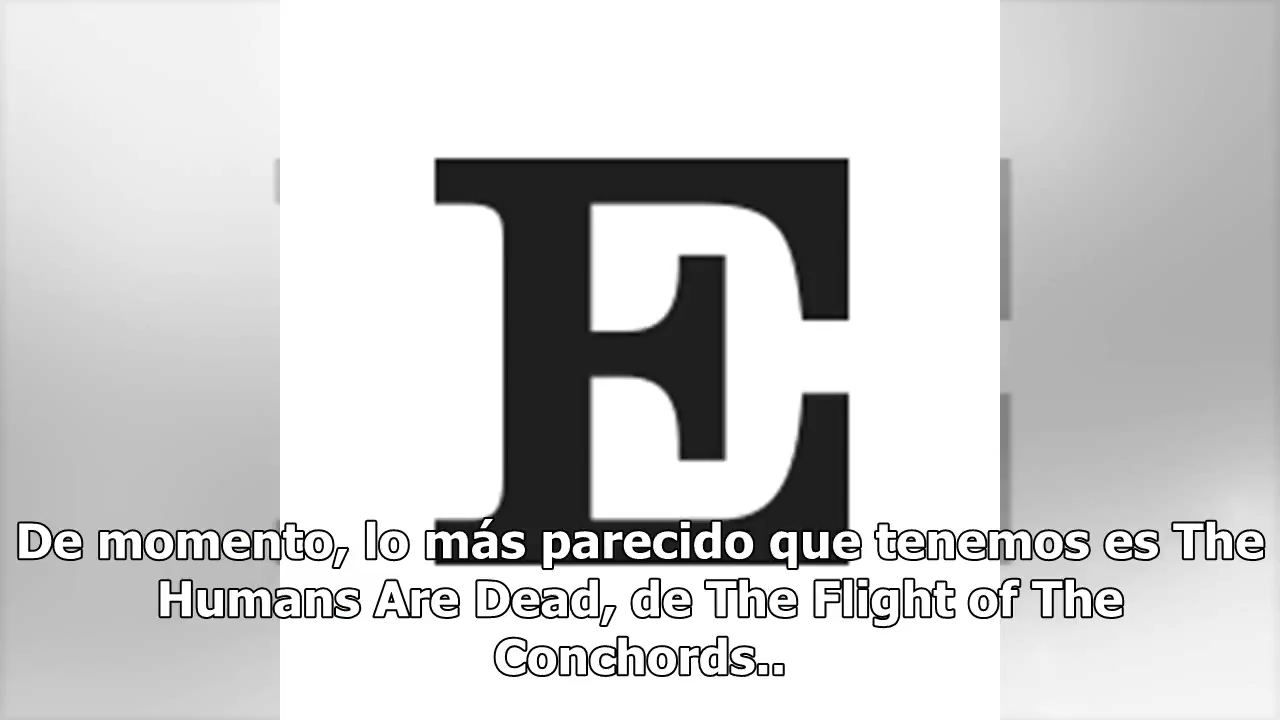 E
De momento, lo más parecido que tenemos es The
Humans Are Dead, de The Flight of The
Conchords..